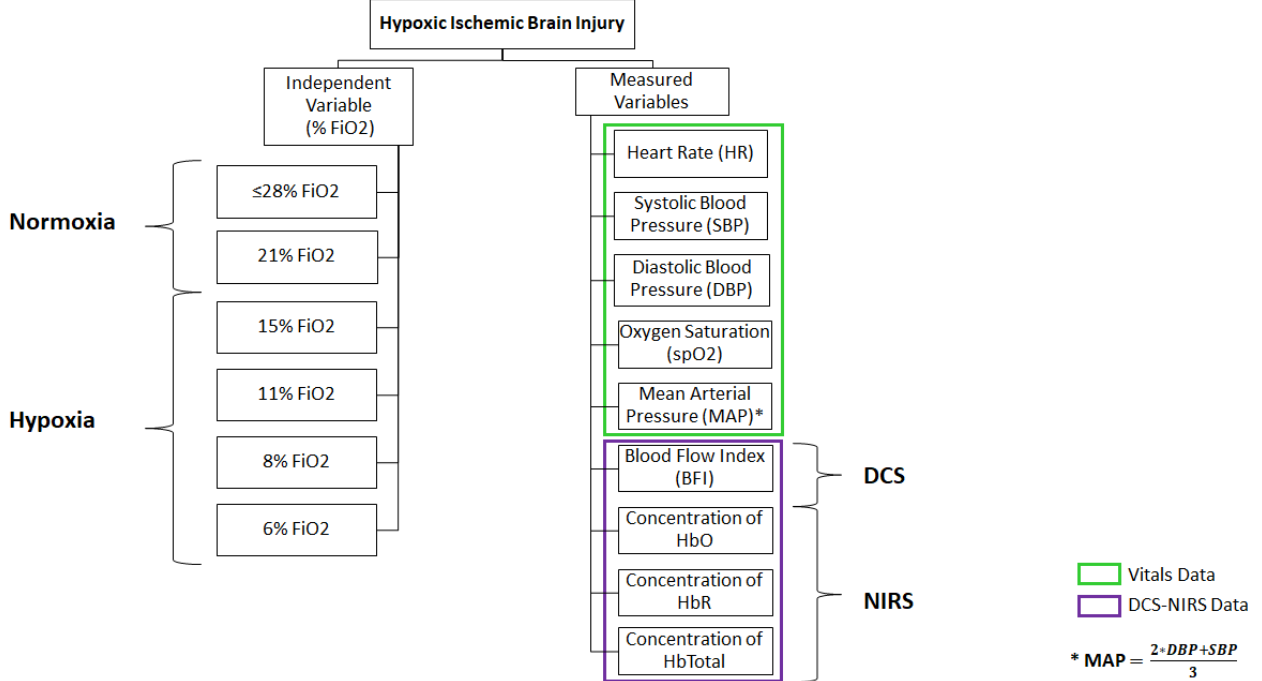 Hypoxic Ischemic Brain Injury
Independent
Variable
(% FiO2)
Measured
Variables
Normoxia
≤28% FiO2
21% FiO2
Hypoxia
15% FiO2
11% FiO2
8% FiO2
6% FiO2
Heart Rate (HR)
Systolic Blood
Pressure (SBP)
Diastolic Blood
Pressure (DBP)
Oxygen Saturation
(spO2)
Mean Arterial
Pressure (MAP)*
Blood Flow Index
(BFI)
DCS
Concentration of
HbO
Concentration of
HbR
Concentration of
HbTotal
NIRS
Vitals Data
DCS-NIRS Data
* MAP = (2*DBP+SBP)/3